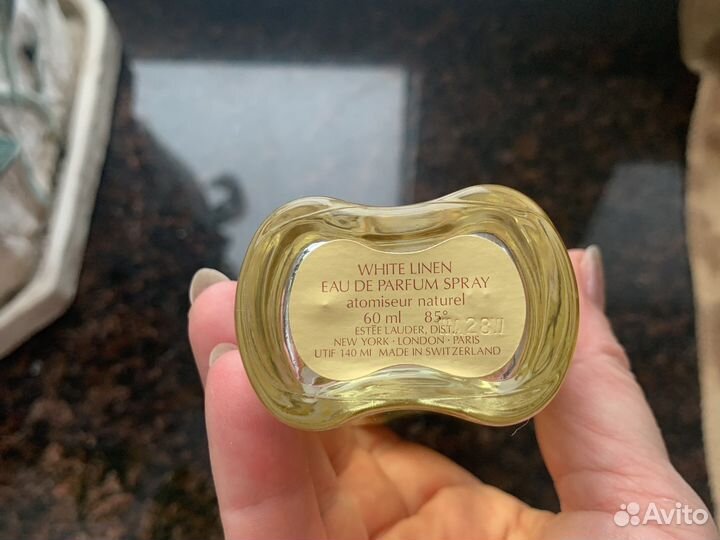 WHITE LINEN
EAU DE PARFUM SPRAY
atomiseur naturel
60 ml 85°
ESTĒE LAUDER, DIST.
NEW YORK · LONDON · PARIS
UTIF 140 MI MADE IN SWITZERLAND
Avito